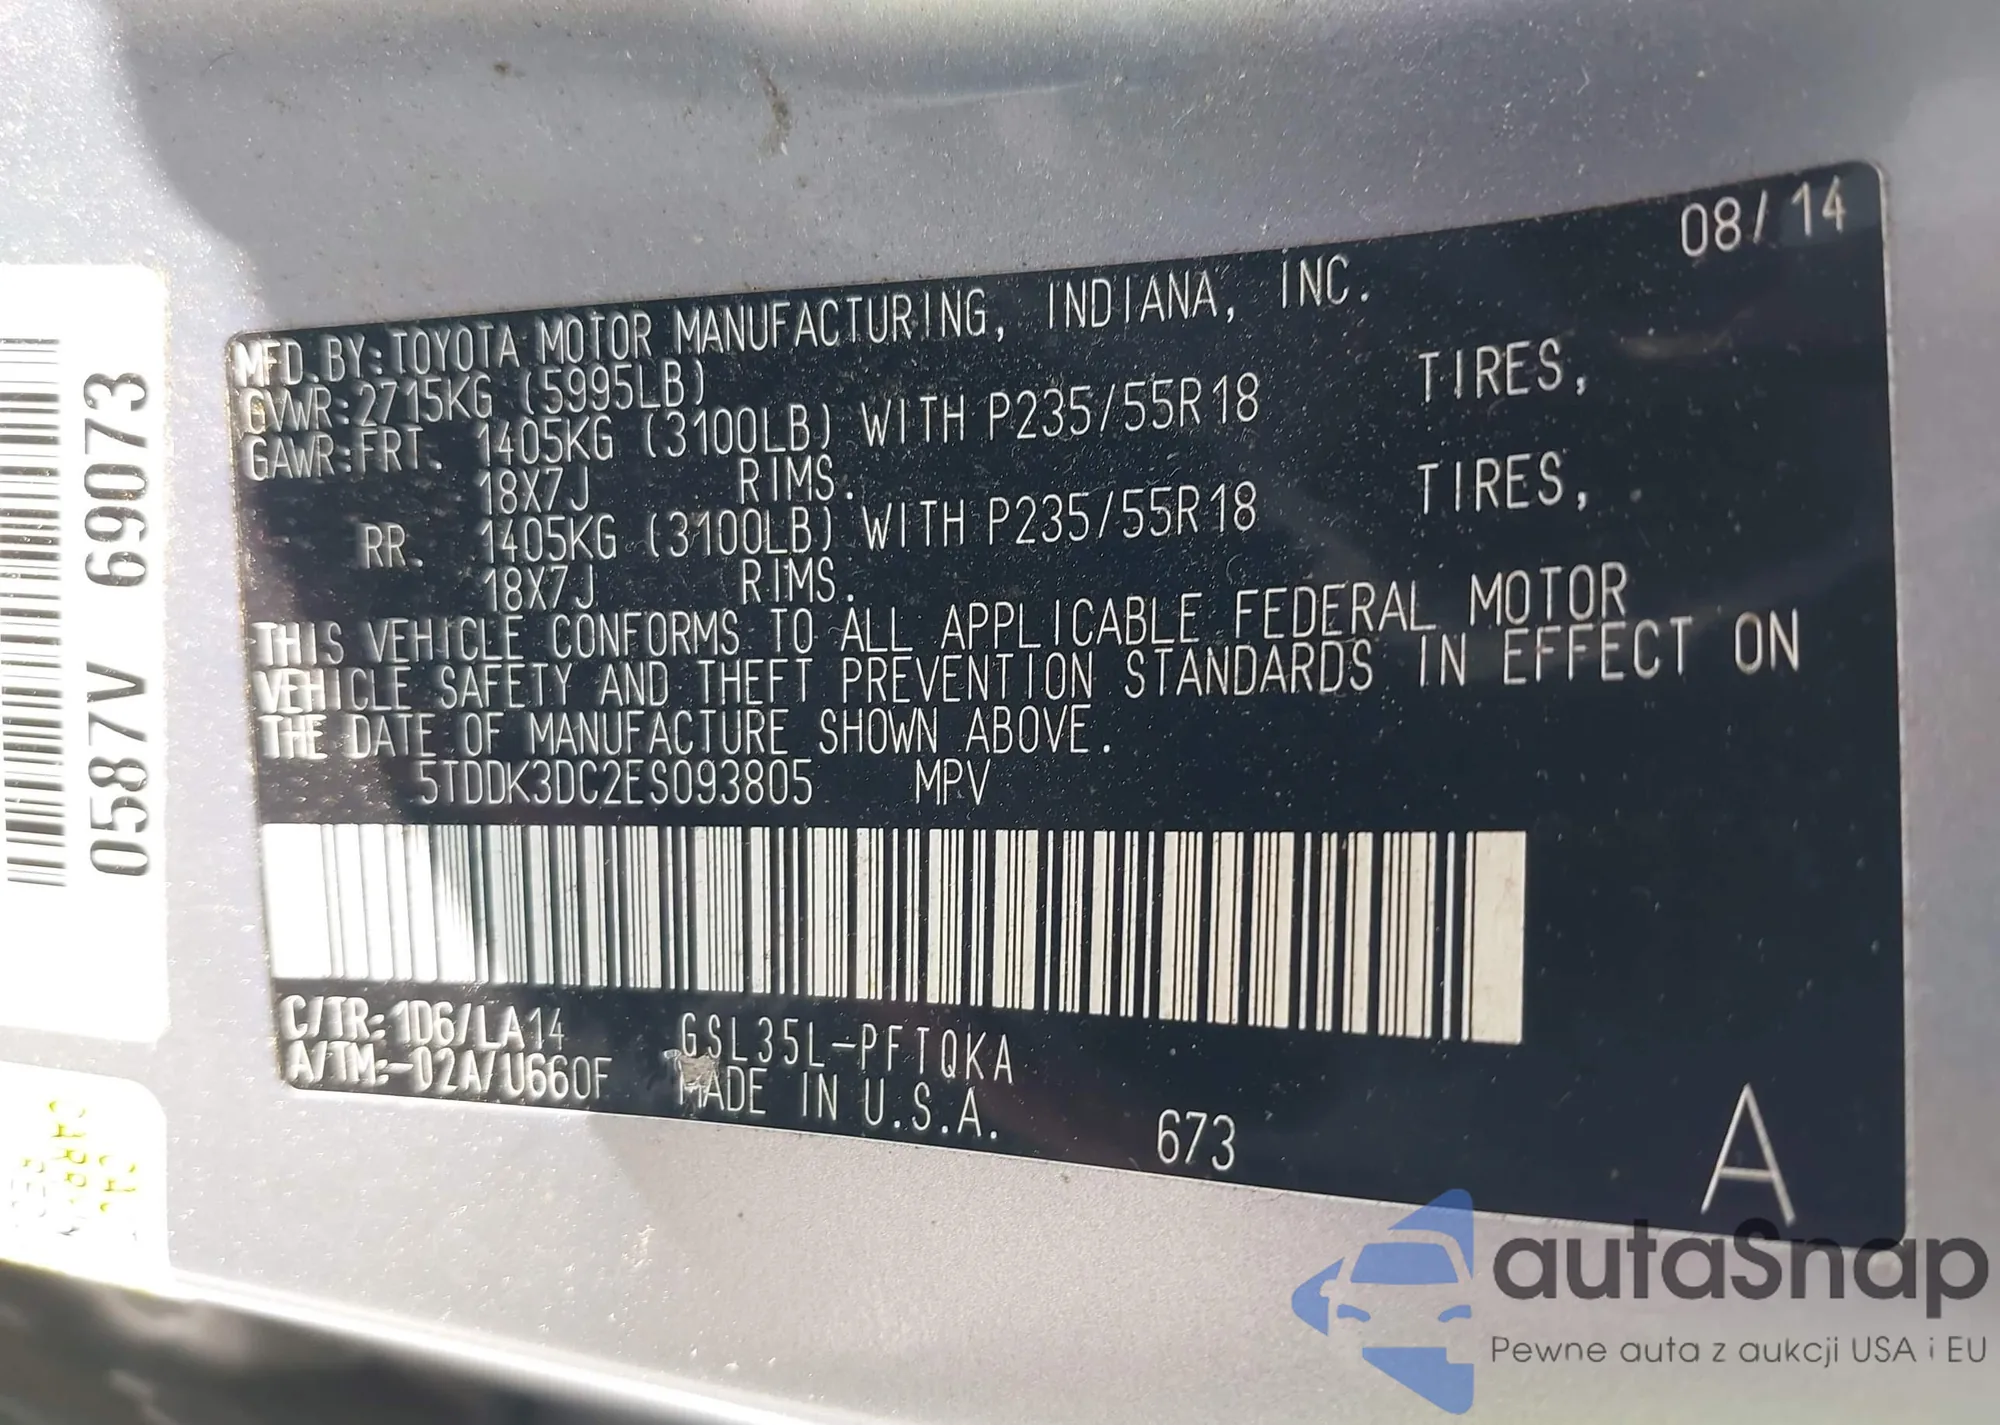 08/14
MFD.BY:TOYOTA MOTOR MANUFACTURING, INDIANA, INC.
GVWR:2715KG (5995LB)
GAWR:FRT. 1405KG (3100LB) WITH P235/55R18 TIRES,
18X7J RIMS.
RR. 1405KG (3100LB) WITH P235/55R18 TIRES,
18X7J RIMS.
THIS VEHICLE CONFORMS TO ALL APPLICABLE FEDERAL MOTOR
VEHICLE SAFETY AND THEFT PREVENTION STANDARDS IN EFFECT ON
THE DATE OF MANUFACTURE SHOWN ABOVE.
5TDDK3DC2ES093805 MPV
C/TR:1D6/LA14 GSL35L-PFTQKA
A/TM:-02A/U660F MADE IN U.S.A.
673
A
0587V 69073
autaSnap
Pewne auta z aukcji USA i EU